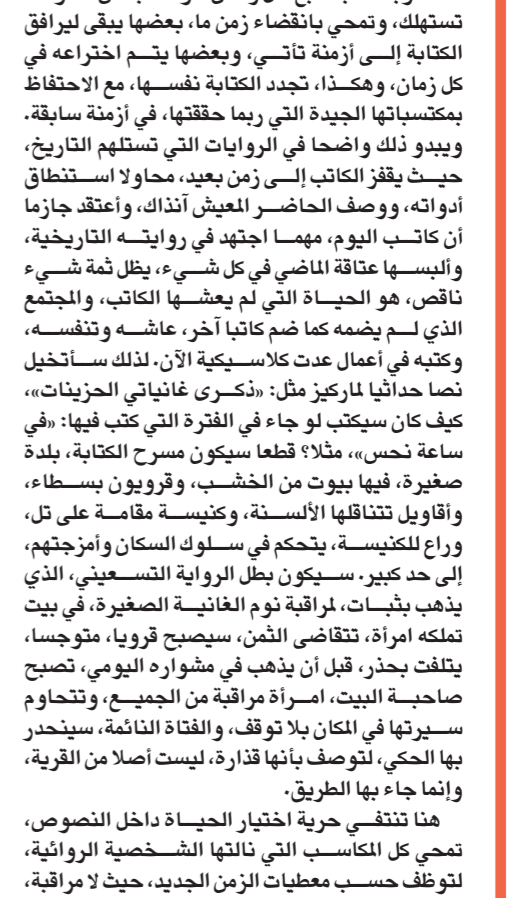 تستهلك، وتمحي بانقضاء زمن ما، بعضها يبقى ليرافق
الكتابة إلى أزمنة تأتي، وبعضها يتم اختراعه في
كل زمان، وهكذا، تجدد الكتابة نفسها، مع الاحتفاظ
بمكتسباتها الجيدة التي ربما حققتها، في أزمنة سابقة.
ويبدو ذلك واضحا في الروايات التي تستلهم التاريخ،
حيث يقفز الكاتب إلى زمن بعيد، محاولا استنطاق
أدواته، ووصف الحاضر المعيش آنذاك، وأعتقد جازما
أن كاتب اليوم، مهما اجتهد في روايته التاريخية،
وألبسها عتاقة الماضي في كل شيء، يظل ثمة شيء
ناقص، هو الحياة التي لم يعشها الكاتب، والمجتمع
الذي لم يضمه كما ضم كاتبا آخر، عاشه وتنفسه،
وكتبه في أعمال عدت كلاسيكية الآن. لذلك سأتخيل
نصا حداثيا لماركيز مثل: «ذكرى غانياتي الحزينات»،
كيف كان سيكتب لو جاء في الفترة التي كتب فيها: «في
ساعة نحس»، مثلا؟ قطعا سيكون مسرح الكتابة، بلدة
صغيرة، فيها بيوت من الخشب، وقرويون بسطاء،
وأقاويل تتناقلها الألسنة، وكنيسة مقامة على تل،
وراع للكنيسة، يتحكم في سلوك السكان وأمزجتهم،
إلى حد كبير. سيكون بطل الرواية التسعيني، الذي
يذهب بثبات، لمراقبة نوم الغانية الصغيرة، في بيت
تملكه امرأة، تتقاضى الثمن، سيصبح قرويا، متوجسا،
يتلفت بحذر، قبل أن يذهب في مشواره اليومي، تصبح
صاحبة البيت، امرأة مراقبة من الجميع، وتتحاوم
سيرتها في المكان بلا توقف، والفتاة النائمة، سينحدر
بها الحكي، لتوصف بأنها قذارة، ليست أصلا من القرية،
وإنما جاء بها الطريق.
هنا تنتفي حرية اختيار الحياة داخل النصوص،
تمحي كل المكاسب التي نالتها الشخصية الروائية،
لتوظف حسب معطيات الزمن الجديد، حيث لا مراقبة،